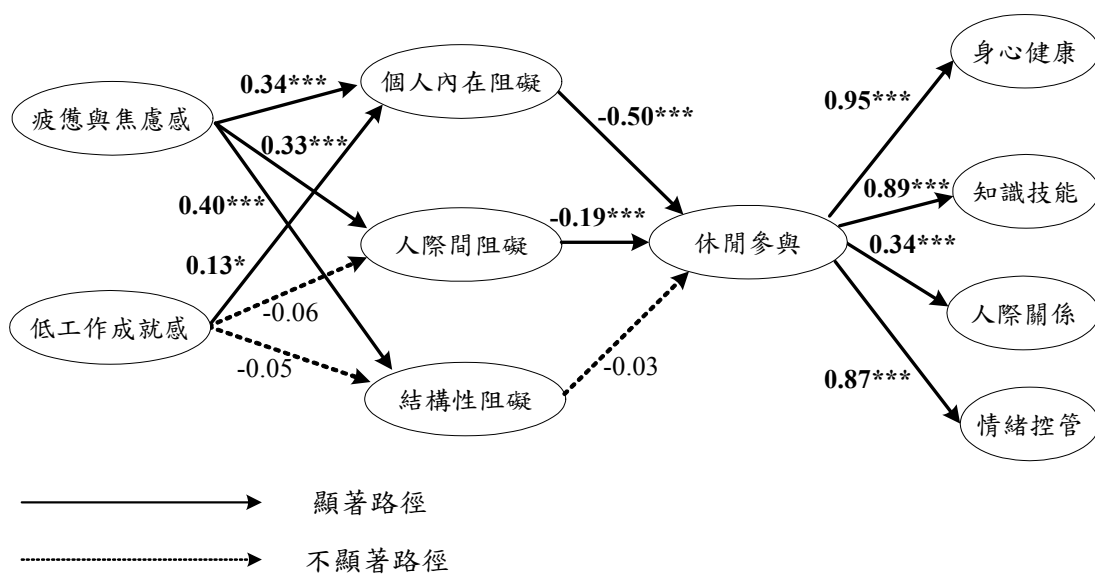 身心健康
個人內在阻礙
0.34***
0.95***
疲憊與焦慮感
-0.50***
0.33***
知識技能
0.89***
0.40***
-0.19***
人際間阻礙
休閒參與
0.34***
0.13*
-0.06
人際關係
低工作成就感
-0.05
-0.03
0.87***
結構性阻礙
情緒控管
顯著路徑
不顯著路徑